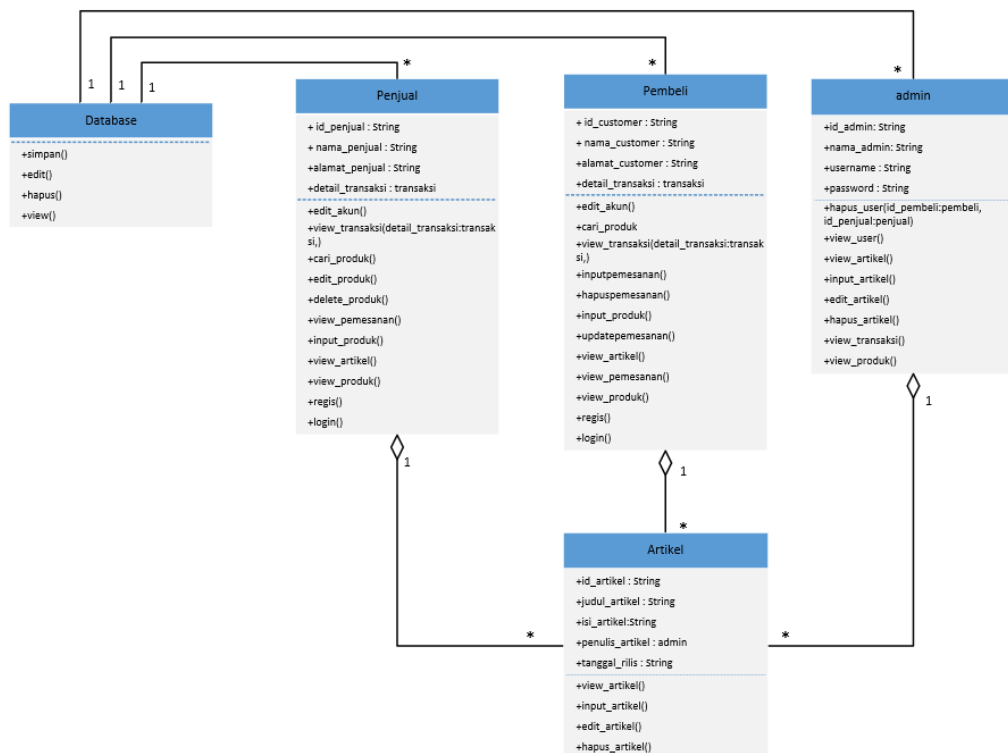 Database
+simpan()
+edit()
+hapus()
+view()
1
1
1
*
*
*
Penjual
+ id_penjual : String
+ nama_penjual : String
+alamat_penjual : String
+detail_transaksi : transaksi
+edit_akun()
+view_transaksi(detail_transaksi:transak
si,)
+cari_produk()
+edit_produk()
+delete_produk()
+view_pemesanan()
+input_produk()
+view_artikel()
+view_produk()
+regis()
+login()
1
*
Pembeli
+ id_customer : String
+ nama_customer : String
+alamat_customer : String
+detail_transaksi : transaksi
+edit_akun()
+cari_produk
+view_transaksi(detail_transaksi:transak
si,)
+inputpemesanan()
+hapuspemesanan()
+input_produk()
+updatepemesanan()
+view_artikel()
+view_pemesanan()
+view_produk()
+regis()
+login()
1
*
admin
+id_admin: String
+nama_admin: String
+username : String
+password : String
+hapus_user(id_pembeli:pembeli,
id_penjual:penjual)
+view_user()
+view_artikel()
+input_artikel()
+edit_artikel()
+hapus_artikel()
+view_transaksi()
+view_produk()
1
*
Artikel
+id_artikel : String
+judul_artikel : String
+isi_artikel:String
+penulis_artikel : admin
+tanggal_rilis : String
+view_artikel()
+input_artikel()
+edit_artikel()
+hapus_artikel()